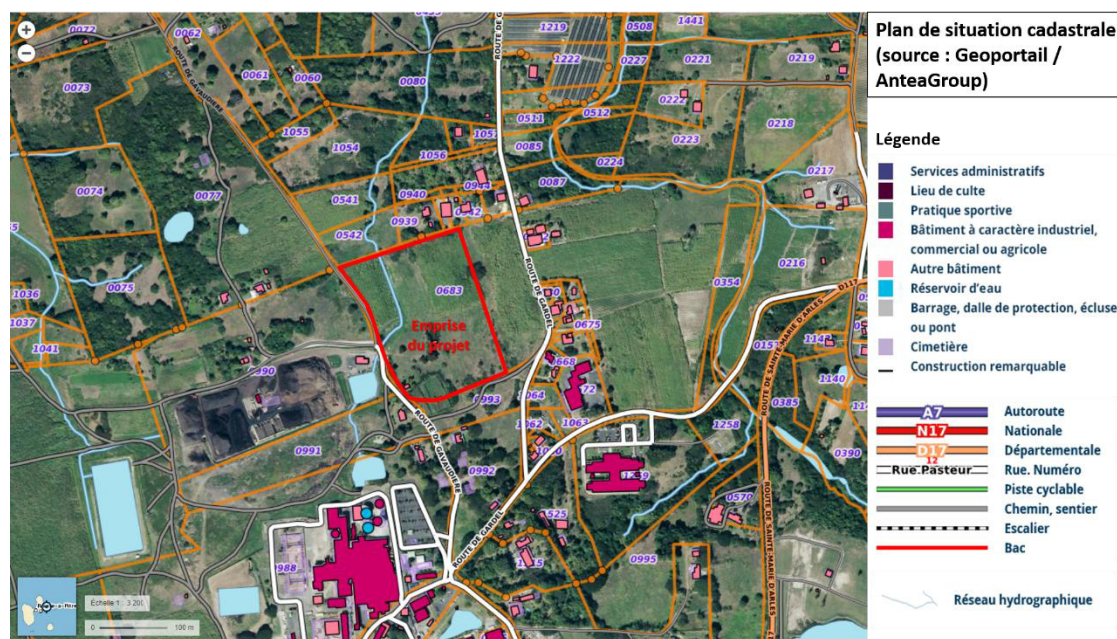 Plan de situation cadastrale
(source : Geoportail /
AnteaGroup)
Légende
Services administratifs
Lieu de culte
Pratique sportive
Bâtiment à caractère industriel,
commercial ou agricole
Autre bâtiment
Réservoir d'eau
Barrage, dalle de protection, écluse
ou pont
Cimetière
Construction remarquable
A7 Autoroute
N17 Nationale
D17 Départementale
12
Rue Pasteur Rue. Numéro
Piste cyclable
Chemin, sentier
Escalier
Bac
Réseau hydrographique
0072
0062
1219
0508
1441
0073
0061
0060
0080
1222
0227
0221
0219
ROUTE DE GAVAUDIERE
1055
1054
1057
0511
0512
0222
0223
0218
1056
0085
0224
0074
0077
0541
0940
0944
0087
0217
0939
0542
0542
0075
0683
ROUTE DE GARDEL
0354
0216
D117
1036
1037
1041
Emprise
du projet
0675
0668
ROUTE DE SAINTE-MARIE D'ARLES
0993
1140
0385
1062
1063
1258
0991
0992
0390
ROUTE DE GAVAUDIERE
0570
ROUTE DE GARDEL
ROUTE DE SAINTE-MARIE D'ARLES
0988
0995
Echelle 1 : 3 200
0 100 m